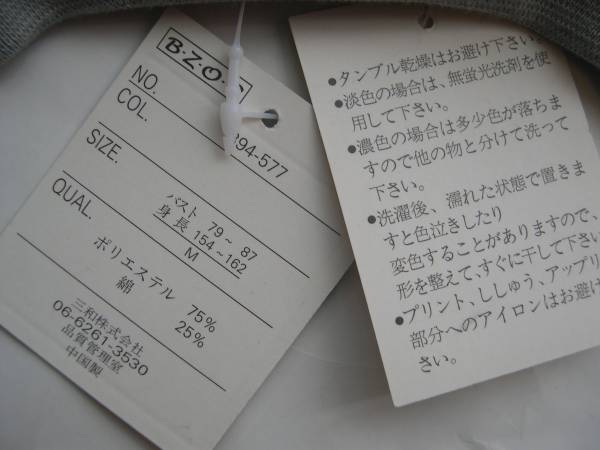 B·Z·O
NO.
894-577
COL.
SIZE.
バスト 79～87
身長 154～162
M
QUAL.
ポリエステル 75%
綿 25%
三和株式会社
06-6261-3530
品質管理室
中国製
●タンブル乾燥はお避け下さい。
●淡色の場合は、無蛍光洗剤を使
用して下さい。
●濃色の場合は多少色が落ちま
すので他の物と分けて洗って
下さい。
●洗濯後、濡れた状態で置きま
すと色泣きしたり
変色することがありますので、
形を整えて、すぐに干して下さい
●プリント、ししゅう、アップリ
部分へのアイロンはお避け
さい。